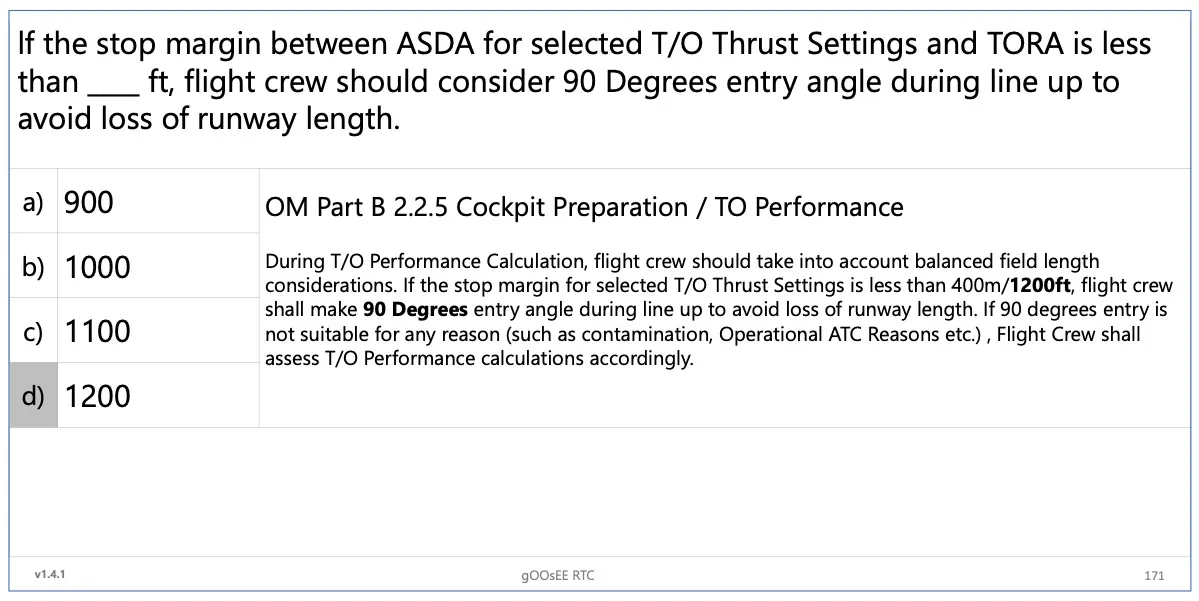 If the stop margin between ASDA for selected T/O Thrust Settings and TORA is less
than ____ ft, flight crew should consider 90 Degrees entry angle during line up to
avoid loss of runway length.
a) 900
b) 1000
c) 1100
d) 1200
OM Part B 2.2.5 Cockpit Preparation / TO Performance
During T/O Performance Calculation, flight crew should take into account balanced field length
considerations. If the stop margin for selected T/O Thrust Settings is less than 400m/1200ft, flight crew
shall make 90 Degrees entry angle during line up to avoid loss of runway length. If 90 degrees entry is
not suitable for any reason (such as contamination, Operational ATC Reasons etc.) , Flight Crew shall
assess T/O Performance calculations accordingly.
v1.4.1
gOOsEE RTC
171